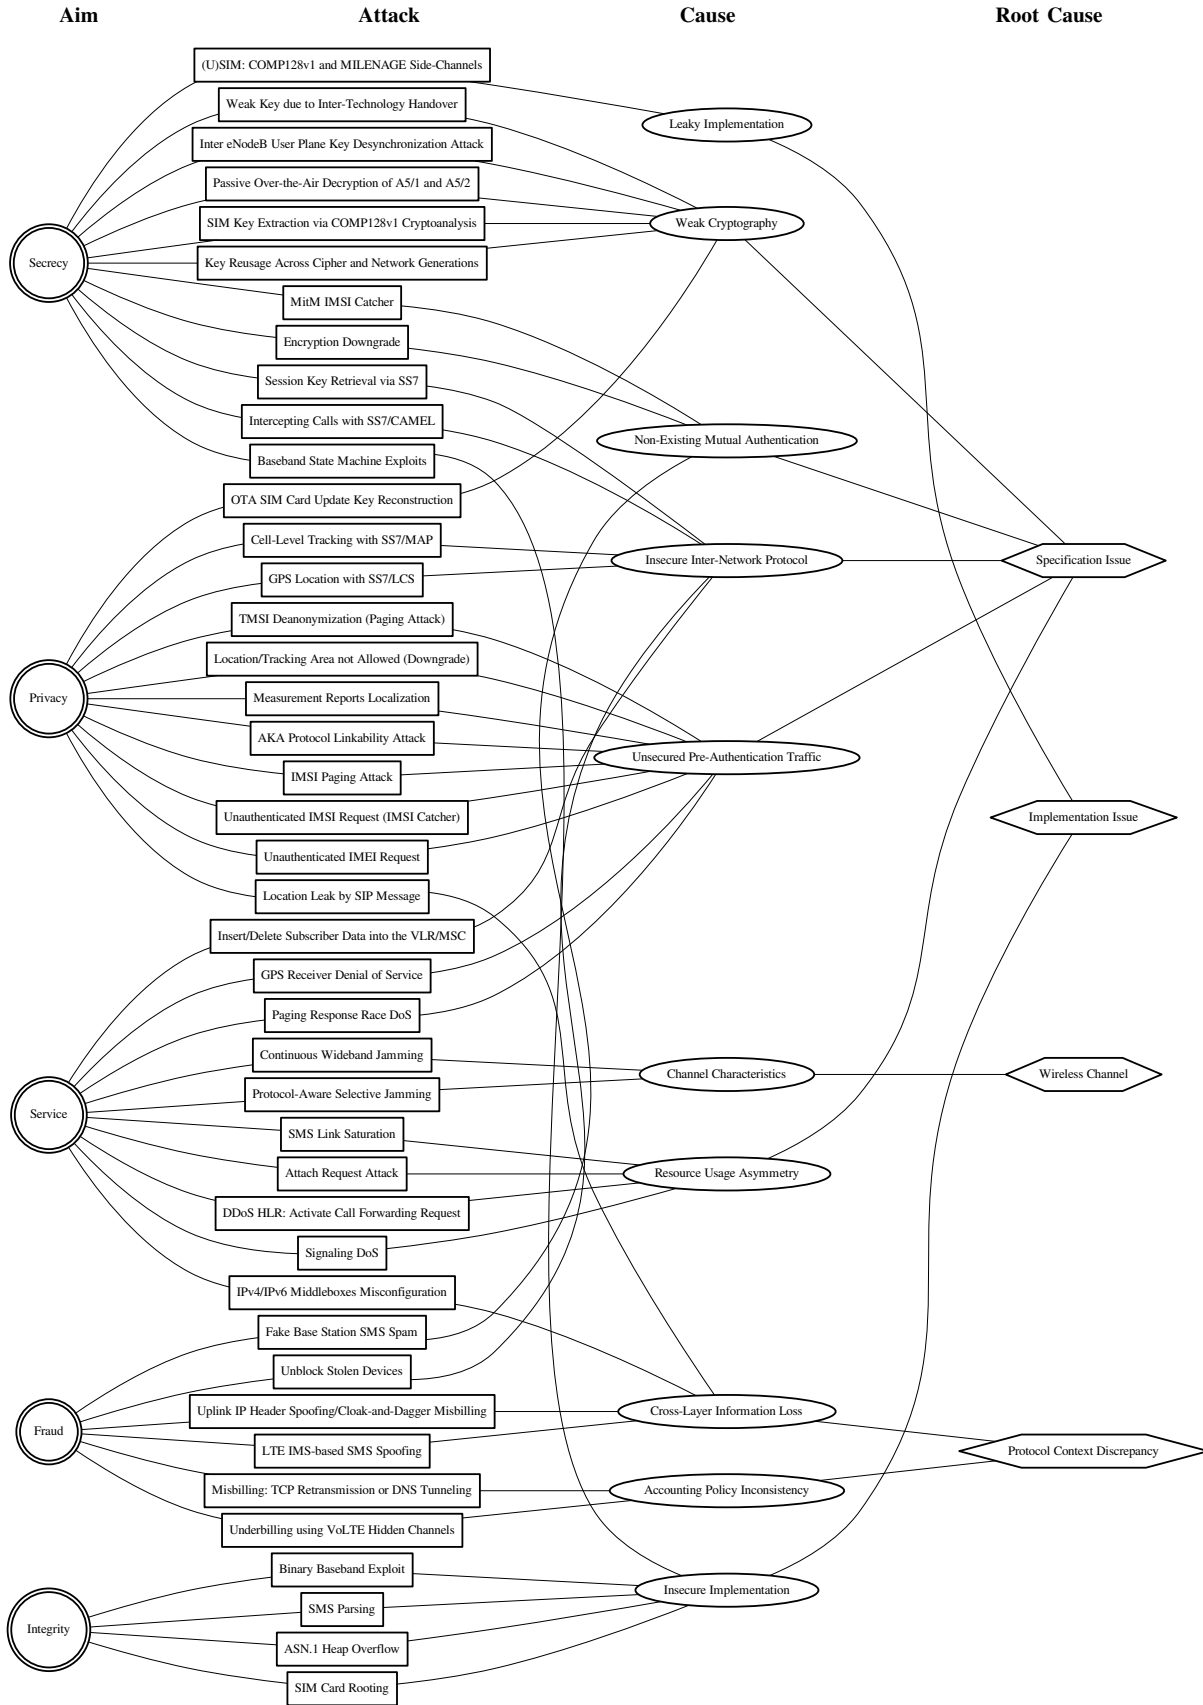 Aim Attack Cause Root Cause
(U)SIM: COMP128v1 and MILENAGE Side-Channels
Weak Key due to Inter-Technology Handover
Leaky Implementation
Inter eNodeB User Plane Key Desynchronization Attack
Passive Over-the-Air Decryption of A5/1 and A5/2
SIM Key Extraction via COMP128v1 Cryptoanalysis
Weak Cryptography
Secrecy
Key Reusage Across Cipher and Network Generations
MitM IMSI Catcher
Encryption Downgrade
Session Key Retrieval via SS7
Intercepting Calls with SS7/CAMEL
Non-Existing Mutual Authentication
Baseband State Machine Exploits
OTA SIM Card Update Key Reconstruction
Cell-Level Tracking with SS7/MAP
Insecure Inter-Network Protocol
Specification Issue
GPS Location with SS7/LCS
TMSI Deanonymization (Paging Attack)
Location/Tracking Area not Allowed (Downgrade)
Privacy
Measurement Reports Localization
AKA Protocol Linkability Attack
Unsecured Pre-Authentication Traffic
IMSI Paging Attack
Unauthenticated IMSI Request (IMSI Catcher)
Implementation Issue
Unauthenticated IMEI Request
Location Leak by SIP Message
Insert/Delete Subscriber Data into the VLR/MSC
GPS Receiver Denial of Service
Paging Response Race DoS
Continuous Wideband Jamming
Channel Characteristics
Wireless Channel
Protocol-Aware Selective Jamming
Service
SMS Link Saturation
Attach Request Attack
Resource Usage Asymmetry
DDoS HLR: Activate Call Forwarding Request
Signaling DoS
IPv4/IPv6 Middleboxes Misconfiguration
Fake Base Station SMS Spam
Unblock Stolen Devices
Uplink IP Header Spoofing/Cloak-and-Dagger Misbilling
Cross-Layer Information Loss
Fraud
LTE IMS-based SMS Spoofing
Protocol Context Discrepancy
Misbilling: TCP Retransmission or DNS Tunneling
Accounting Policy Inconsistency
Underbilling using VoLTE Hidden Channels
Binary Baseband Exploit
Insecure Implementation
SMS Parsing
Integrity
ASN.1 Heap Overflow
SIM Card Rooting